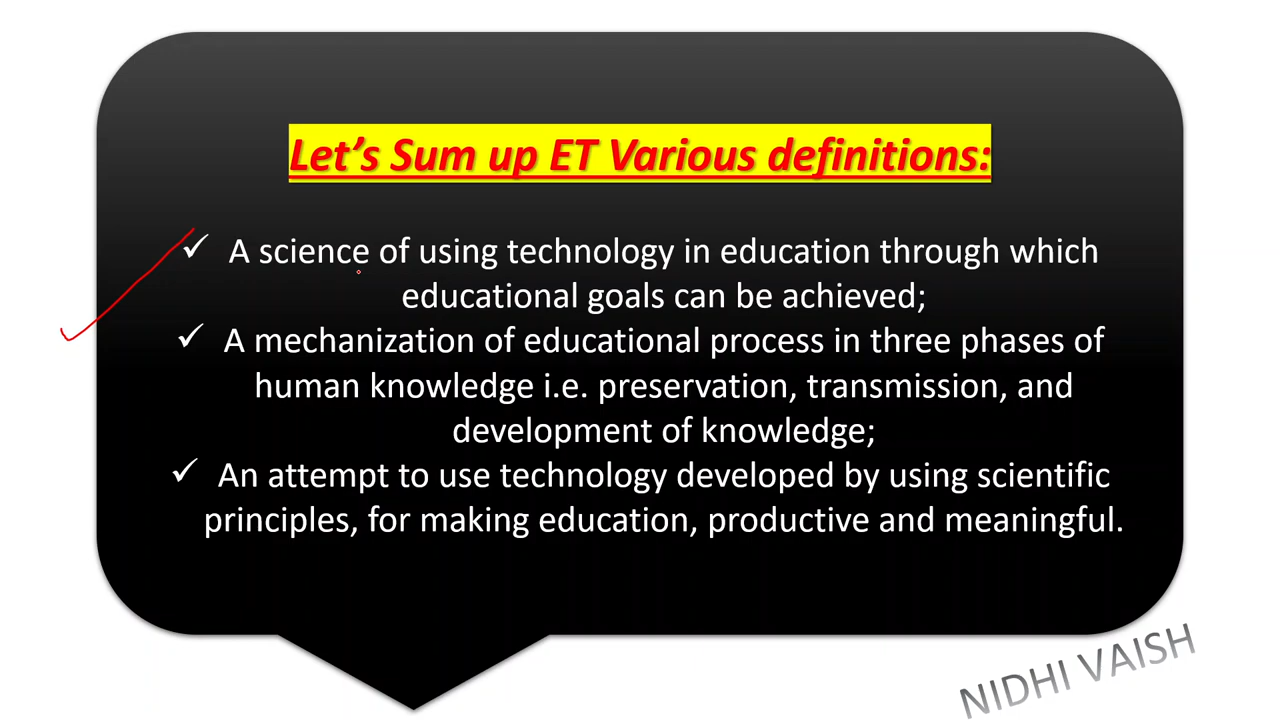 Let's Sum up ET Various definitions:
✓ A science of using technology in education through which
educational goals can be achieved;
✓ A mechanization of educational process in three phases of
human knowledge i.e. preservation, transmission, and
development of knowledge;
✓ An attempt to use technology developed by using scientific
principles, for making education, productive and meaningful.
NIDHI VAISH